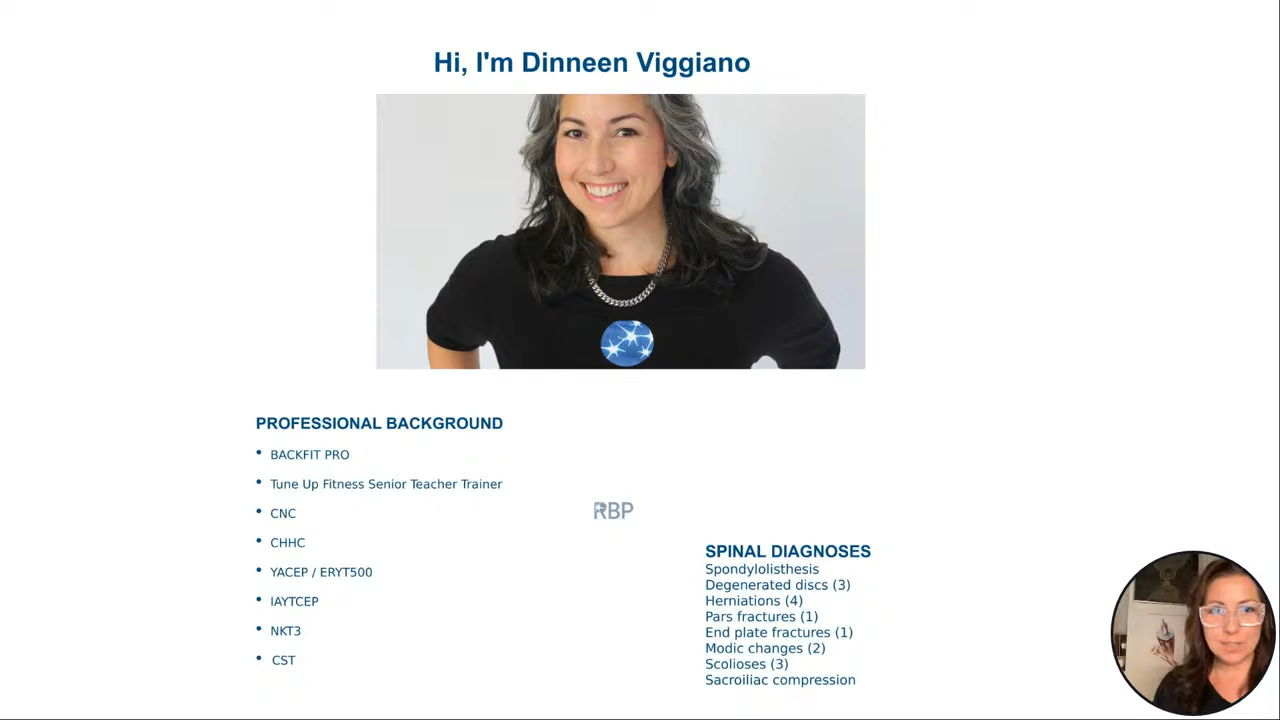 Hi, I'm Dinneen Viggiano
PROFESSIONAL BACKGROUND
BACKFIT PRO
Tune Up Fitness Senior Teacher Trainer
CNC
CHHC
YACEP / ERYT500
IAYTCEP
NKT3
CST
RBP
SPINAL DIAGNOSES
Spondylolisthesis
Degenerated discs (3)
Herniations (4)
Pars fractures (1)
End plate fractures (1)
Modic changes (2)
Scolioses (3)
Sacroiliac compression